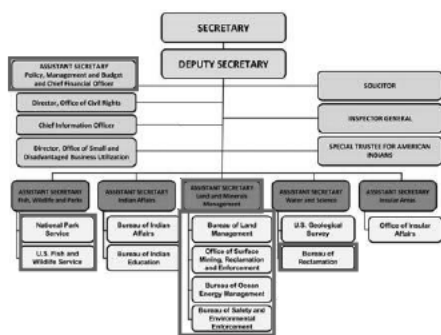 SECRETARY
DEPUTY SECRETARY
ASSISTANT SECRETARY
Policy, Management and Budget
and Chief Financial Officer
SOLICITOR
Director, Office of Civil Rights
Chief Information Officer
INSPECTOR GENERAL
Director, Office of Small and
Disadvantaged Business Utilization
SPECIAL TRUSTEE FOR AMERICAN
INDIANS
ASSISTANT SECRETARY
Fish, Wildlife and Parks
ASSISTANT SECRETARY
Indian Affairs
ASSISTANT SECRETARY
Land and Minerals
Management
ASSISTANT SECRETARY
Water and Science
ASSISTANT SECRETARY
Insular Areas
National Park
Service
U.S. Fish and
Wildlife Service
Bureau of Indian
Affairs
Bureau of Indian
Education
Bureau of Land
Management
Office of Surface
Mining, Reclamation
and Enforcement
Bureau of Ocean
Energy Management
Bureau of Safety and
Environmental
Enforcement
U.S. Geological
Survey
Bureau of
Reclamation
Office of Insular
Affairs